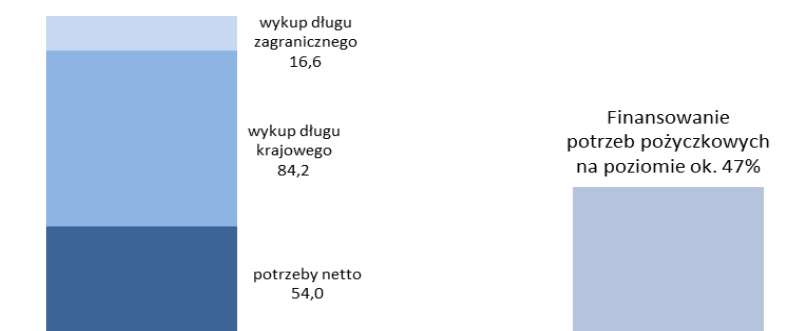 wykup długu
zagranicznego
16,6
wykup długu
krajowego
84,2
potrzeby netto
54,0
Finansowanie
potrzeb pożyczkowych
na poziomie ok. 47%